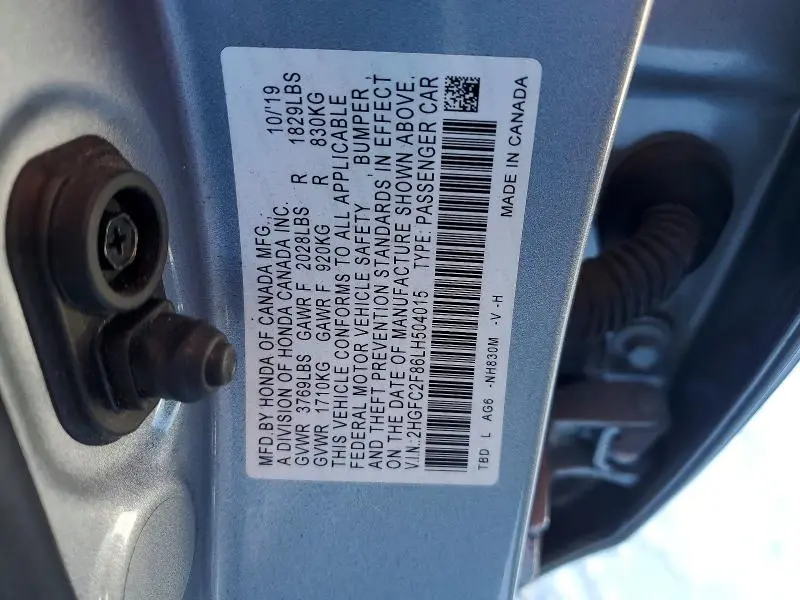 MFD.BY HONDA OF CANADA MFG., 10/19
A DIVISION OF HONDA CANADA INC.
GVWR 3769LBS GAWR F 2028LBS R 1829LBS
GVWR 1710KG GAWR F 920KG R 830KG
THIS VEHICLE CONFORMS TO ALL APPLICABLE
FEDERAL MOTOR VEHICLE SAFETY, BUMPER,
AND THEFT PREVENTION STANDARDS IN EFFECT
ON THE DATE OF MANUFACTURE SHOWN ABOVE.
V.I.N.:2HGFC2F86LH504015 TYPE: PASSENGER CAR
TBD L AG6 -NH830M -V -H MADE IN CANADA